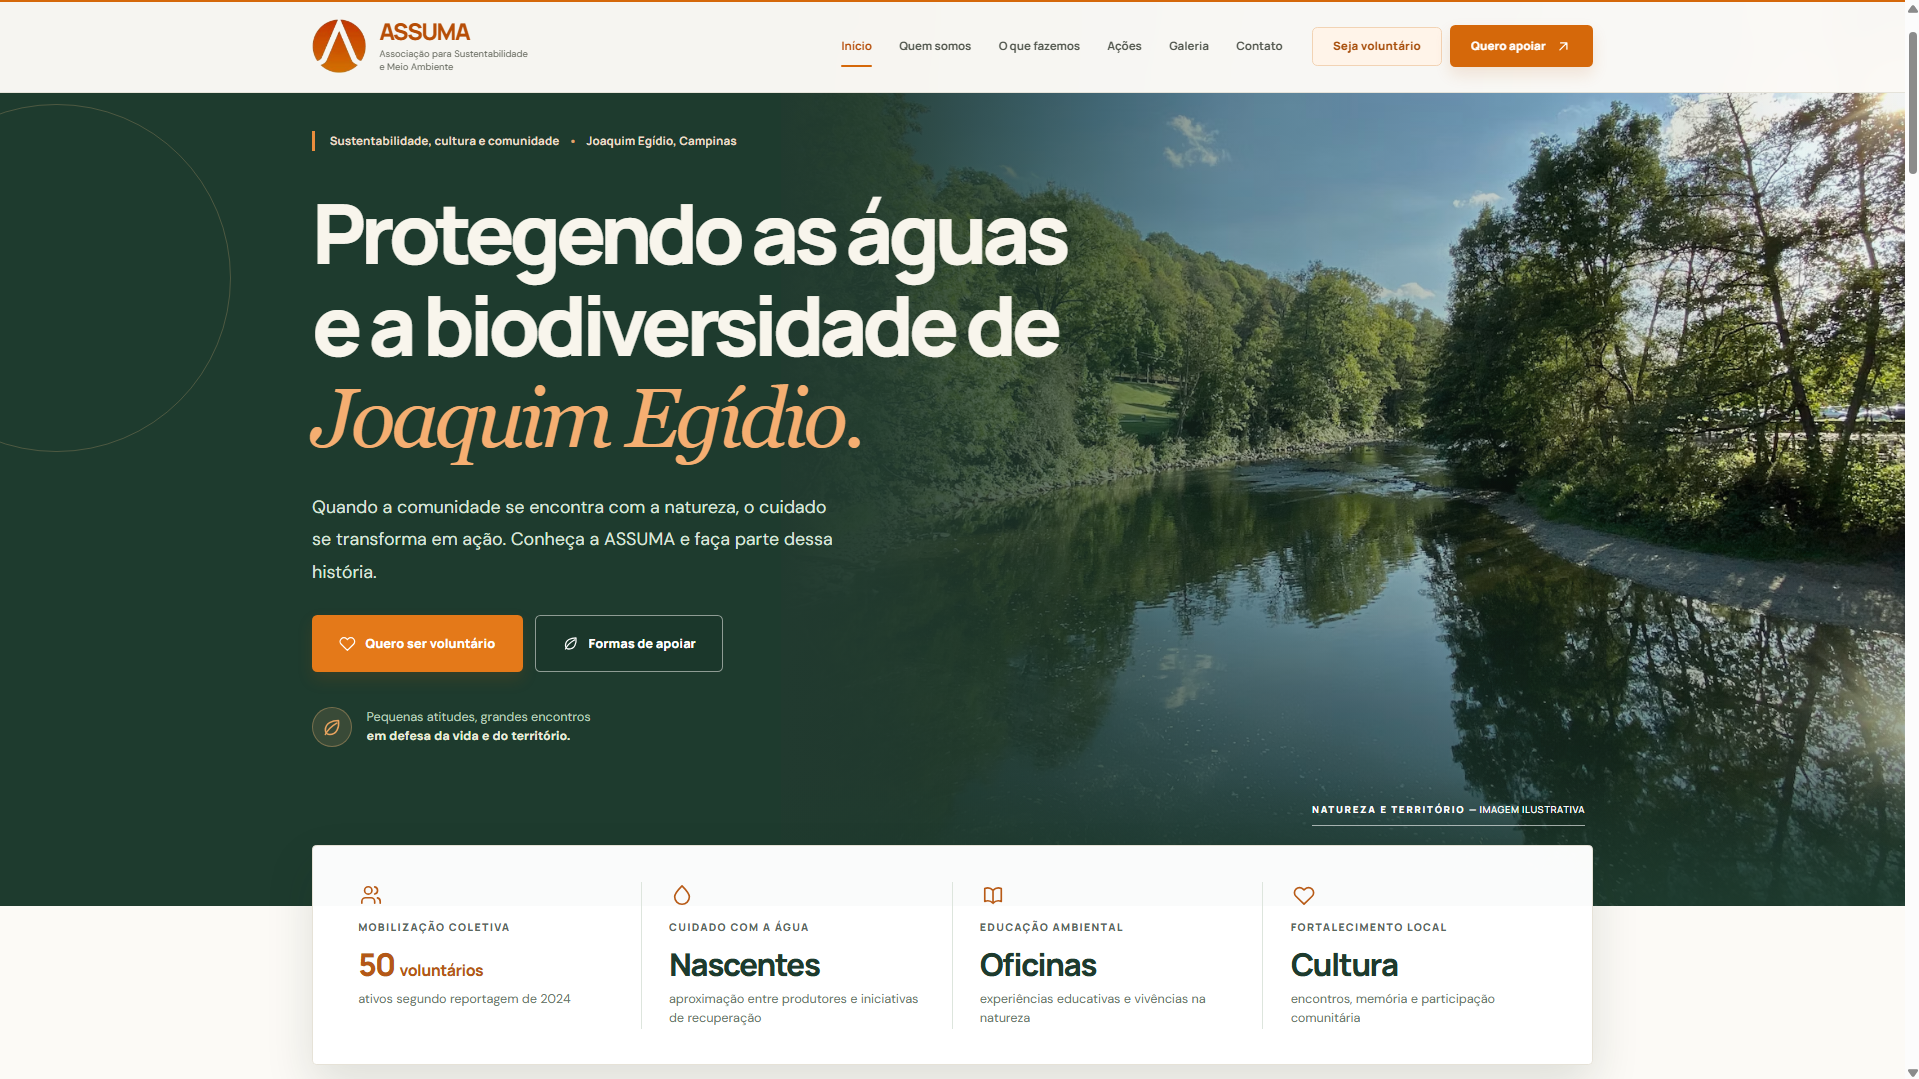 ASSUMA
Associação para Sustentabilidade
e Meio Ambiente
Início
Quem somos
O que fazemos
Ações
Galeria
Contato
Seja voluntário
Quero apoiar
Sustentabilidade, cultura e comunidade • Joaquim Egídio, Campinas
Protegendo as águas
e a biodiversidade de
Joaquim Egídio.
Quando a comunidade se encontra com a natureza, o cuidado
se transforma em ação. Conheça a ASSUMA e faça parte dessa
história.
Quero ser voluntário
Formas de apoiar
Pequenas atitudes, grandes encontros
em defesa da vida e do território.
NATUREZA E TERRITÓRIO — IMAGEM ILUSTRATIVA
MOBILIZAÇÃO COLETIVA
50 voluntários
ativos segundo reportagem de 2024
CUIDADO COM A ÁGUA
Nascentes
aproximação entre produtores e iniciativas
de recuperação
EDUCAÇÃO AMBIENTAL
Oficinas
experiências educativas e vivências na
natureza
FORTALECIMENTO LOCAL
Cultura
encontros, memória e participação
comunitária